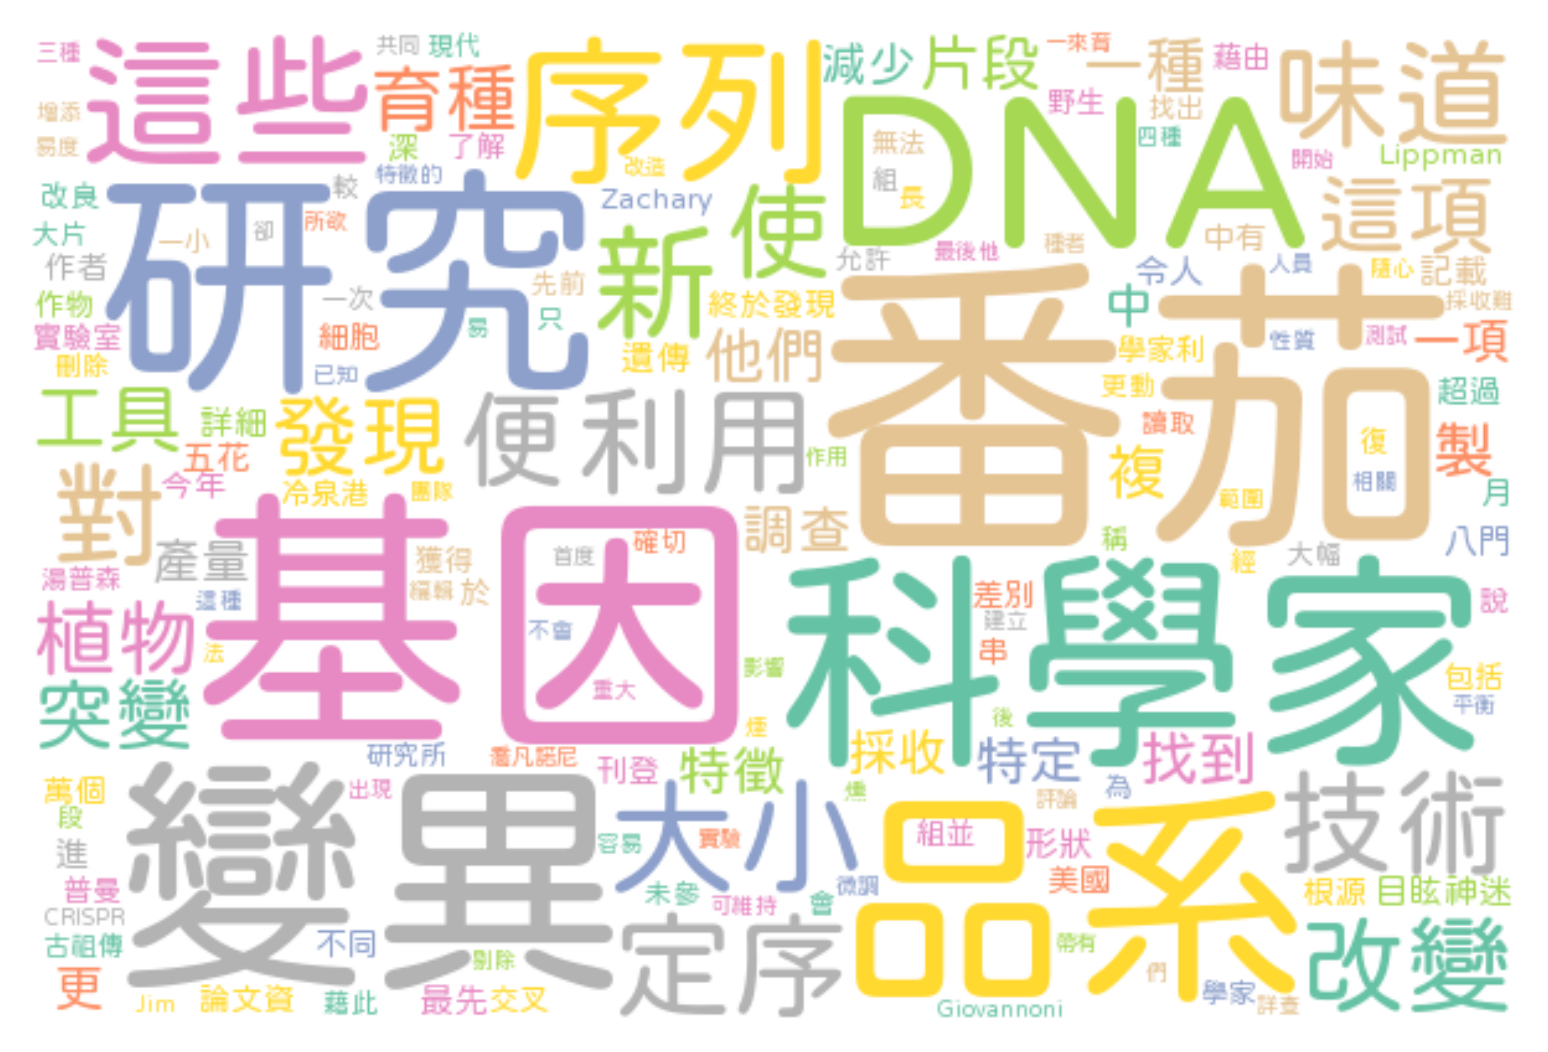 三種
這些
共同
現代
序列
減少
片段
一來育
一種
藉由
味道
育種
增添
易度
深
了解
改造
DNA
野生
找出
四種
無法
開始
Lippman
改良
研究
較
特徵的
Zachary
使
組
長
這項
大片
一小
卻
所欲
新
最後他
種者
中有
作者
先前
允許
令人
人員
隨心
記載
作物
一次
易
只
終於發現
番茄
中
採收難
實驗室
細胞
遺傳
他們
學家利
性質
測試
一項
刪除
已知
更動
超過
工具
詳細
發現
便利用
讀取
五花
作用
複
復
製
對
今年
冷泉港
團隊
範圍
相關
月
基因
調查
確切
首度
稱
八門
產量
獲得
經
大幅
湯普森
這種
編輯
於
科學家
差別
說
植物
法
不會
建立
串
影響
重大
包括
突變
平衡
煙
後
研究所
喬凡諾尼
刊登
特徵
採收
特定
找到
萬個
變異
出現
大小
燻
評論
為
技術
段
容易
實驗
品系
組並
形狀
進
普曼
未參
可維持
會
微調
美國
根源
目眩神迷
CRISPR
古祖傳
不同
定序
帶有
改變
更
剔除
們
Jim
論文資
藉此
最先
交叉
Giovannoni
學家
詳查